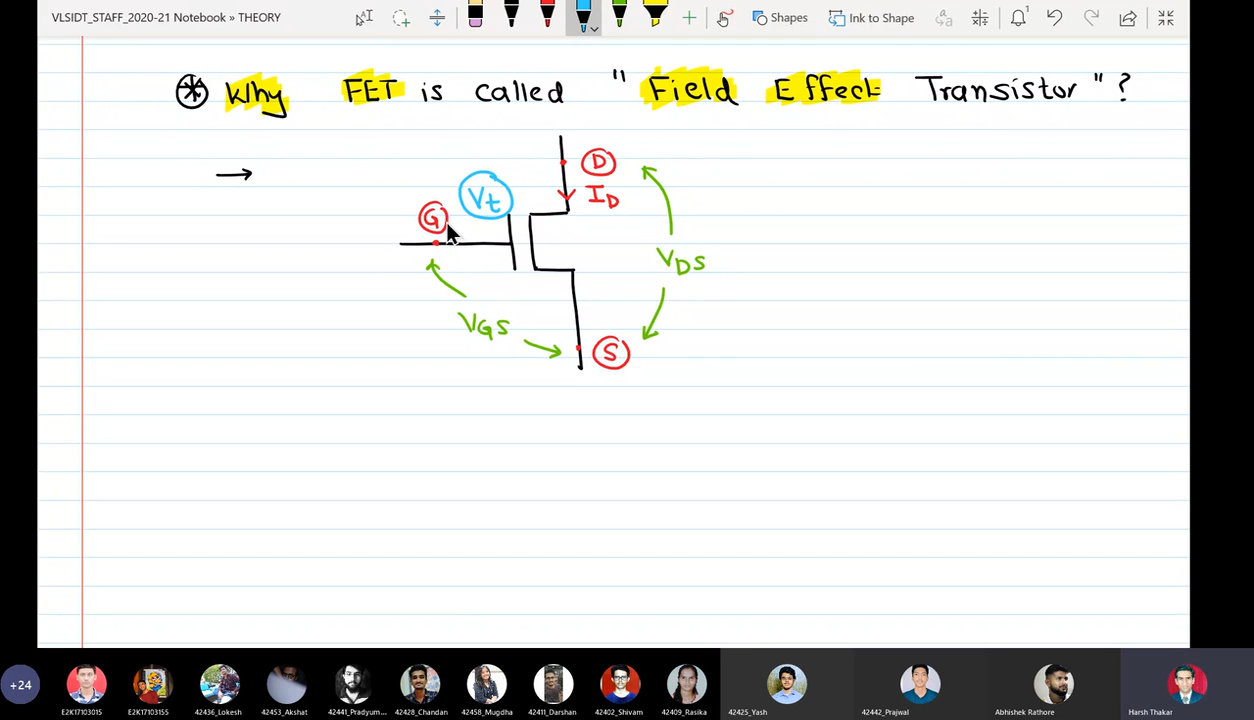 VLSIDT_STAFF_2020-21 Notebook » THEORY
Shapes
Ink to Shape
Why FET is called " Field Effect Transistor " ?
D
Vt
ID
G
VDS
VGS
S
+24
E2K17103015
E2K17103155
42436_Lokesh
42453_Akshat
42441_Pradyum...
42428_Chandan
42458_Mugdha
42411_Darshan
42402_Shivam
42409_Rasika
42425_Yash
42442_Prajwal
Abhishek Rathore
Harsh Thakar